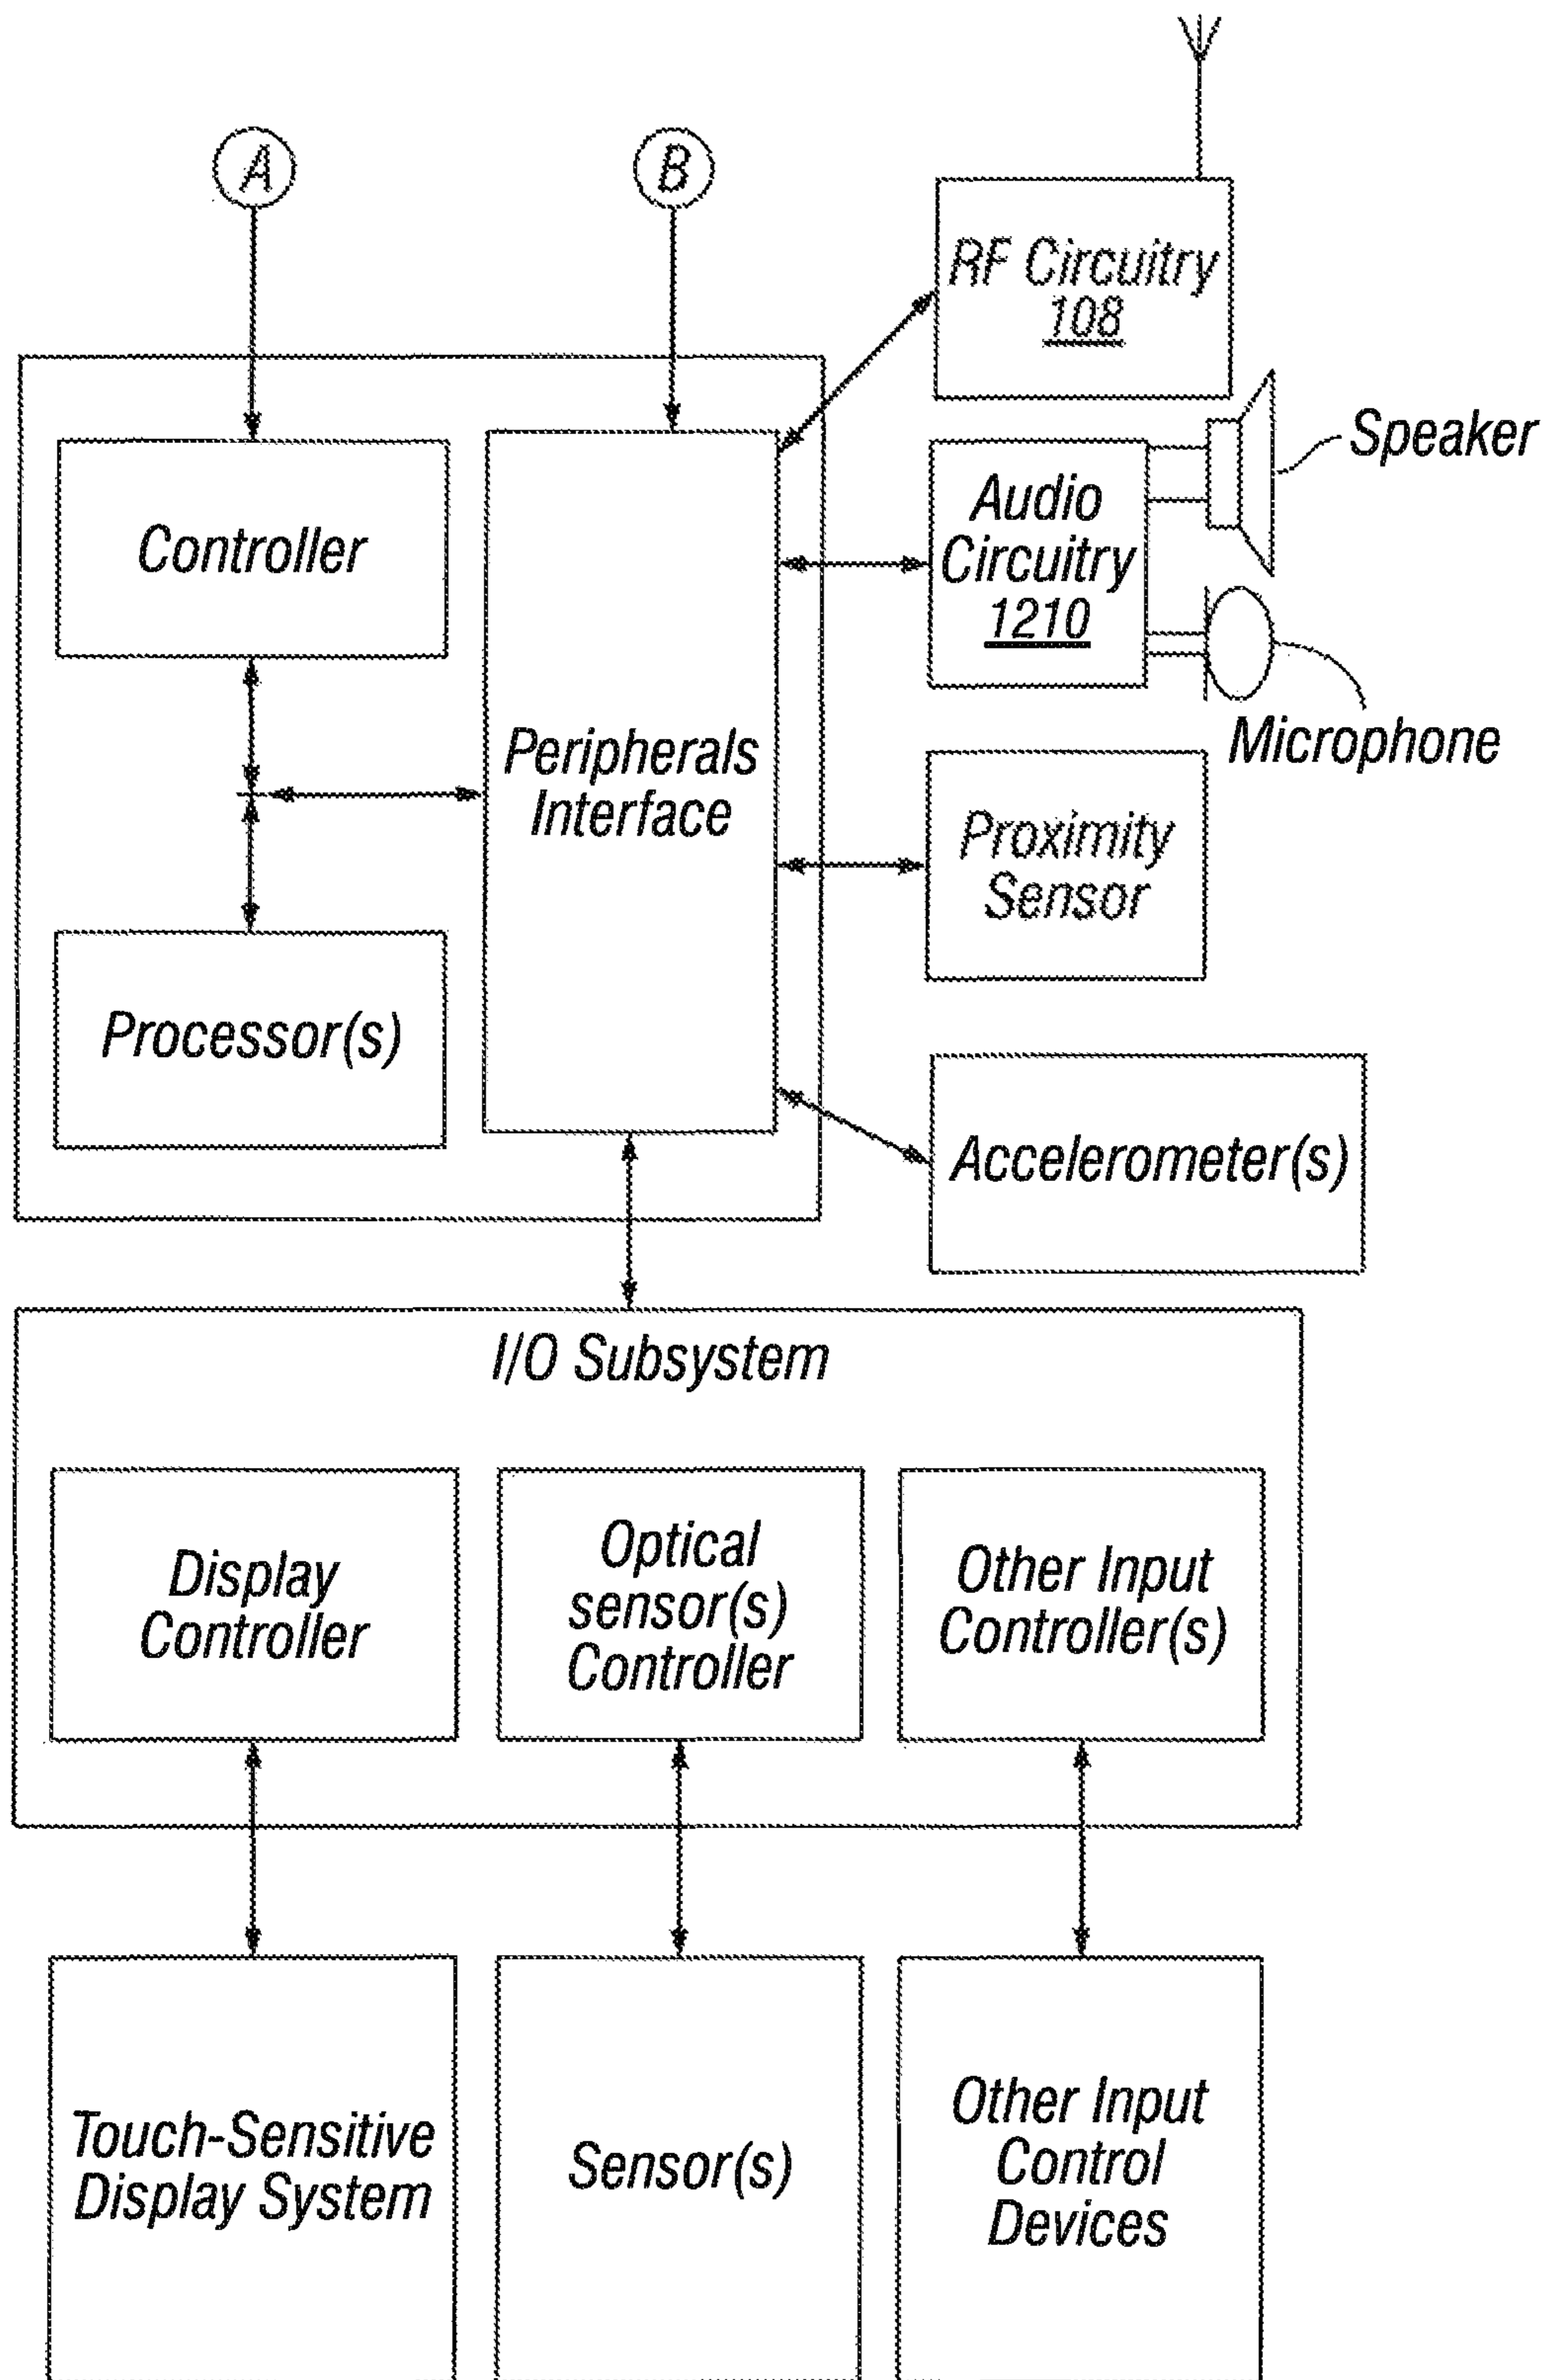 A
B
RF Circuitry
108
Speaker
Controller
Audio
Circuitry
1210
Microphone
Peripherals
Interface
Proximity
Sensor
Processor(s)
Accelerometer(s)
I/O Subsystem
Display
Controller
Optical
sensor(s)
Controller
Other Input
Controller(s)
Touch-Sensitive
Display System
Sensor(s)
Other Input
Control
Devices